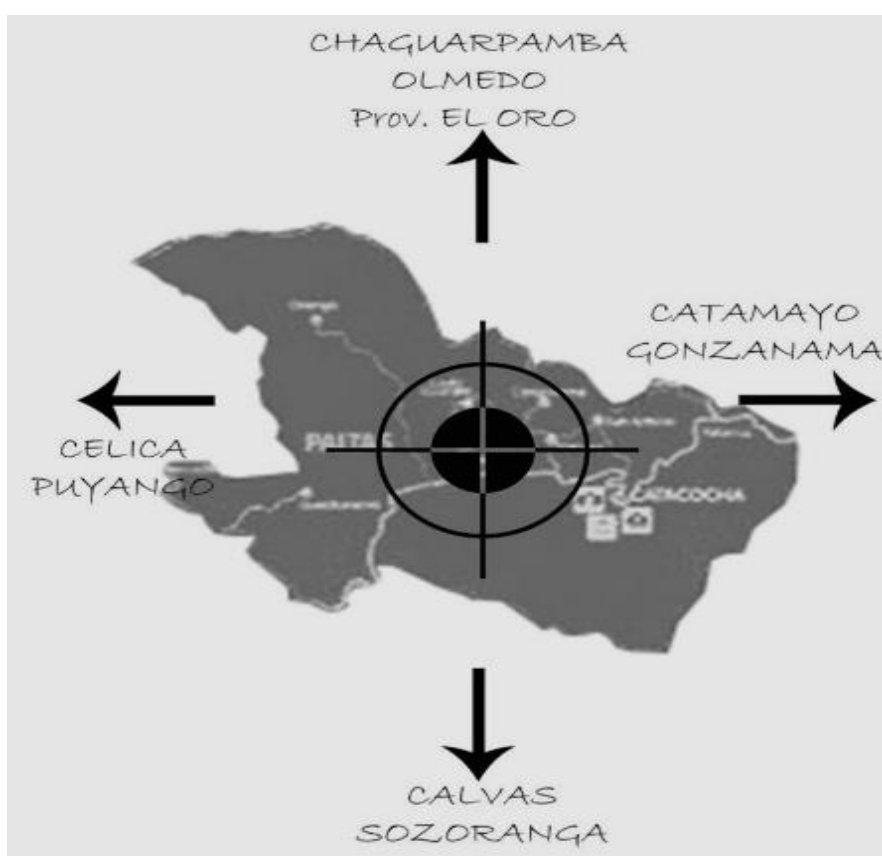 CHAGUARPAMBA
OLMEDO
Prov. EL ORO
CATAMAYO
GONZANAMA
CELICA
PUYANGO
PALTAS
CATACOCHA
CALVAS
SOZORANGA